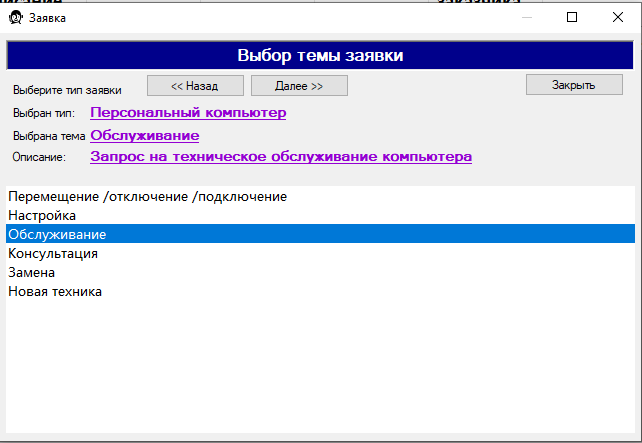 заказчика
Заявка
Выбор темы заявки
Выберите тип заявки
<< Назад
Далее >>
Закрыть
Выбран тип: Персональный компьютер
Выбрана тема Обслуживание
Описание: Запрос на техническое обслуживание компьютера
Перемещение /отключение /подключение
Настройка
Обслуживание
Консультация
Замена
Новая техника